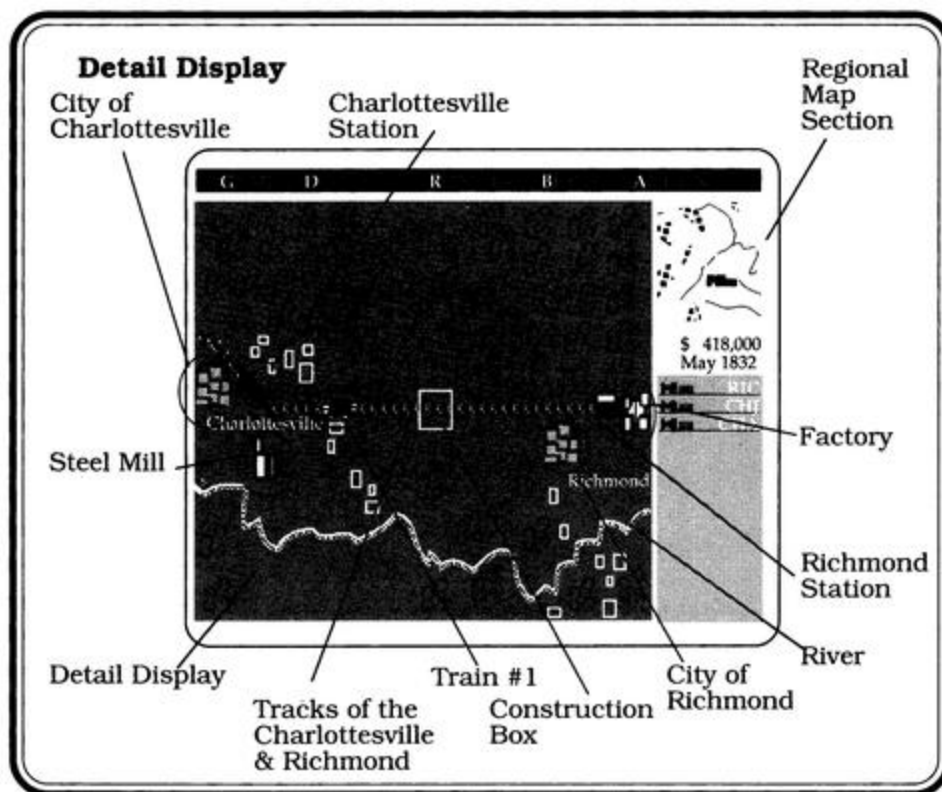 Detail Display
City of
Charlottesville
Charlottesville
Station
Regional
Map
Section
G D R B A
$ 418,000
May 1832
RIC
CHI
Charlottesville
Richmond
Steel Mill
Factory
Richmond
Station
River
Detail Display
Tracks of the
Charlottesville
& Richmond
Train #1
Construction
Box
City of
Richmond